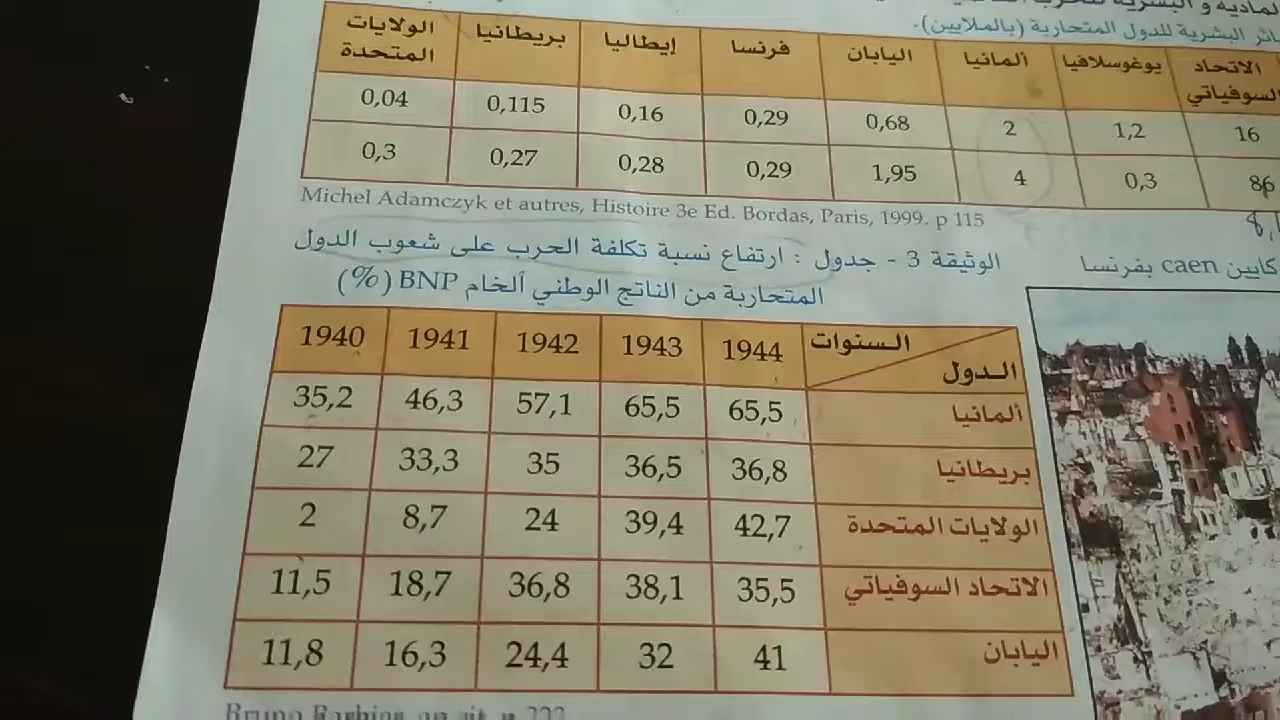 المادية و البشرية
البشرية للدول المتحاربة (بالملايين).
الاتحاد السوفياتي يوغوسلافيا ألمانيا اليابان فرنسا إيطاليا بريطانيا الولايات المتحدة
16 1,2 2 0,68 0,29 0,16 0,115 0,04
0,3 4 1,95 0,29 0,28 0,27 0,3
Michel Adamczyk et autres, Histoire 3e Ed. Bordas, Paris, 1999. p 115
الوثيقة 3 - جدول : ارتفاع نسبة تكلفة الحرب على شعوب الدول
المتحاربة من الناتج الوطني ألخام BNP (%)
كايين caen بفرنسا
السنوات الـدول 1944 1943 1942 1941 1940
ألمانيا 65,5 65,5 57,1 46,3 35,2
بريطانيا 36,8 36,5 35 33,3 27
الولايات المتحدة 42,7 39,4 24 8,7 2
الاتحاد السوفياتي 35,5 38,1 36,8 18,7 11,5
اليابان 41 32 24,4 16,3 11,8